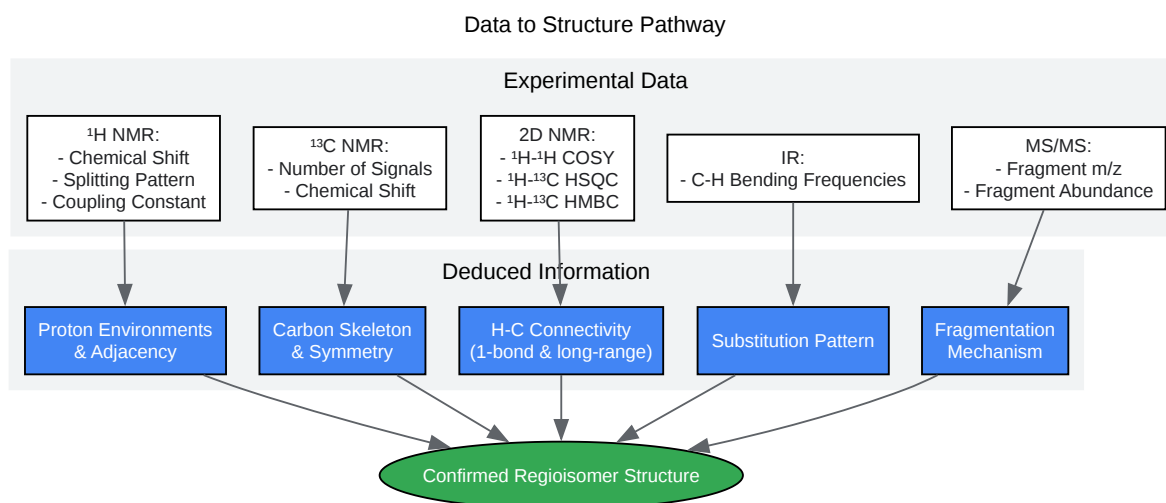 Data to Structure Pathway
Experimental Data
¹H NMR:
- Chemical Shift
- Splitting Pattern
- Coupling Constant
¹³C NMR:
- Number of Signals
- Chemical Shift
2D NMR:
- ¹H-¹H COSY
- ¹H-¹³C HSQC
- ¹H-¹³C HMBC
IR:
- C-H Bending Frequencies
MS/MS:
- Fragment m/z
- Fragment Abundance
Deduced Information
Proton Environments
& Adjacency
Carbon Skeleton
& Symmetry
H-C Connectivity
(1-bond & long-range)
Substitution Pattern
Fragmentation
Mechanism
Confirmed Regioisomer Structure